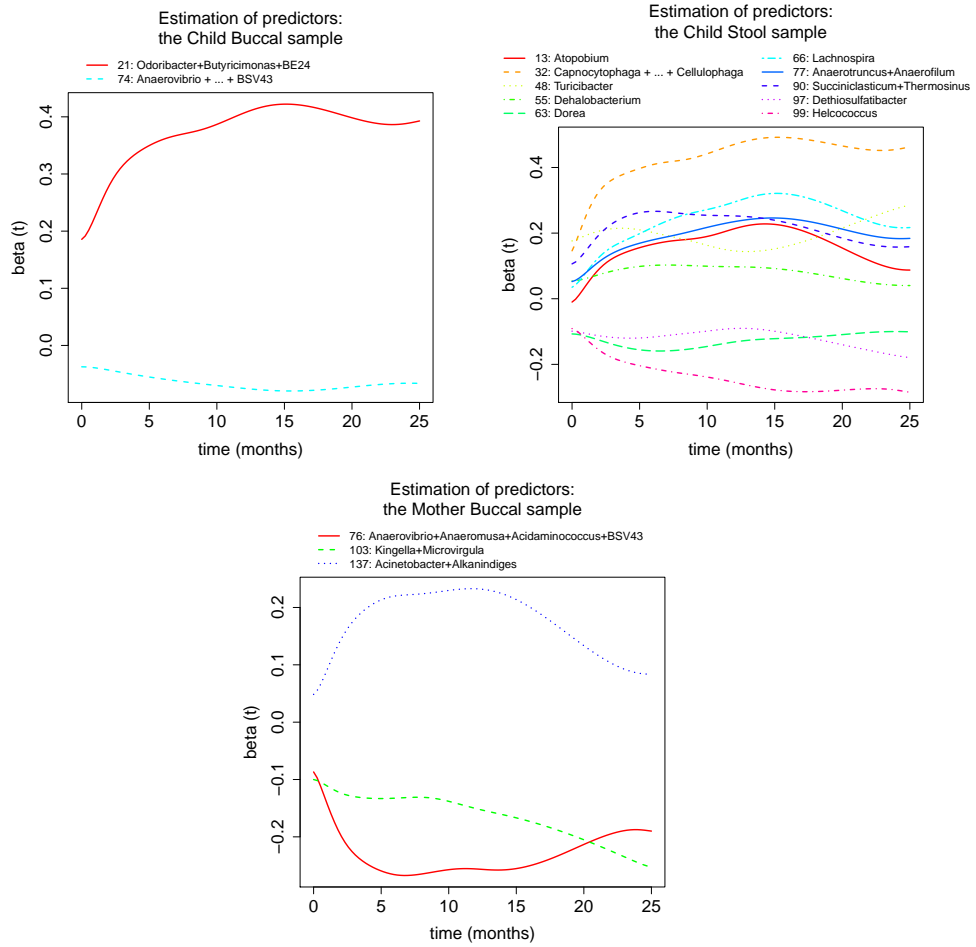 Estimation of predictors:
the Child Buccal sample
21: Odoribacter+Butyricimonas+BE24
74: Anaerovibrio + ... + BSV43
beta (t)
0.4
0.3
0.2
0.1
0.0
0 5 10 15 20 25
time (months)
Estimation of predictors:
the Child Stool sample
13: Atopobium
32: Capnocytophaga + ... + Cellulophaga
48: Turicibacter
55: Dehalobacterium
63: Dorea
66: Lachnospira
77: Anaerotruncus+Anaerofilum
90: Succiniclasticum+Thermosinus
97: Dethiosulfatibacter
99: Helcococcus
beta (t)
0.4
0.2
0.0
−0.2
0 5 10 15 20 25
time (months)
Estimation of predictors:
the Mother Buccal sample
76: Anaerovibrio+Anaeromusa+Acidaminococcus+BSV43
103: Kingella+Microvirgula
137: Acinetobacter+Alkanindiges
beta (t)
0.2
0.1
0.0
−0.1
−0.2
0 5 10 15 20 25
time (months)